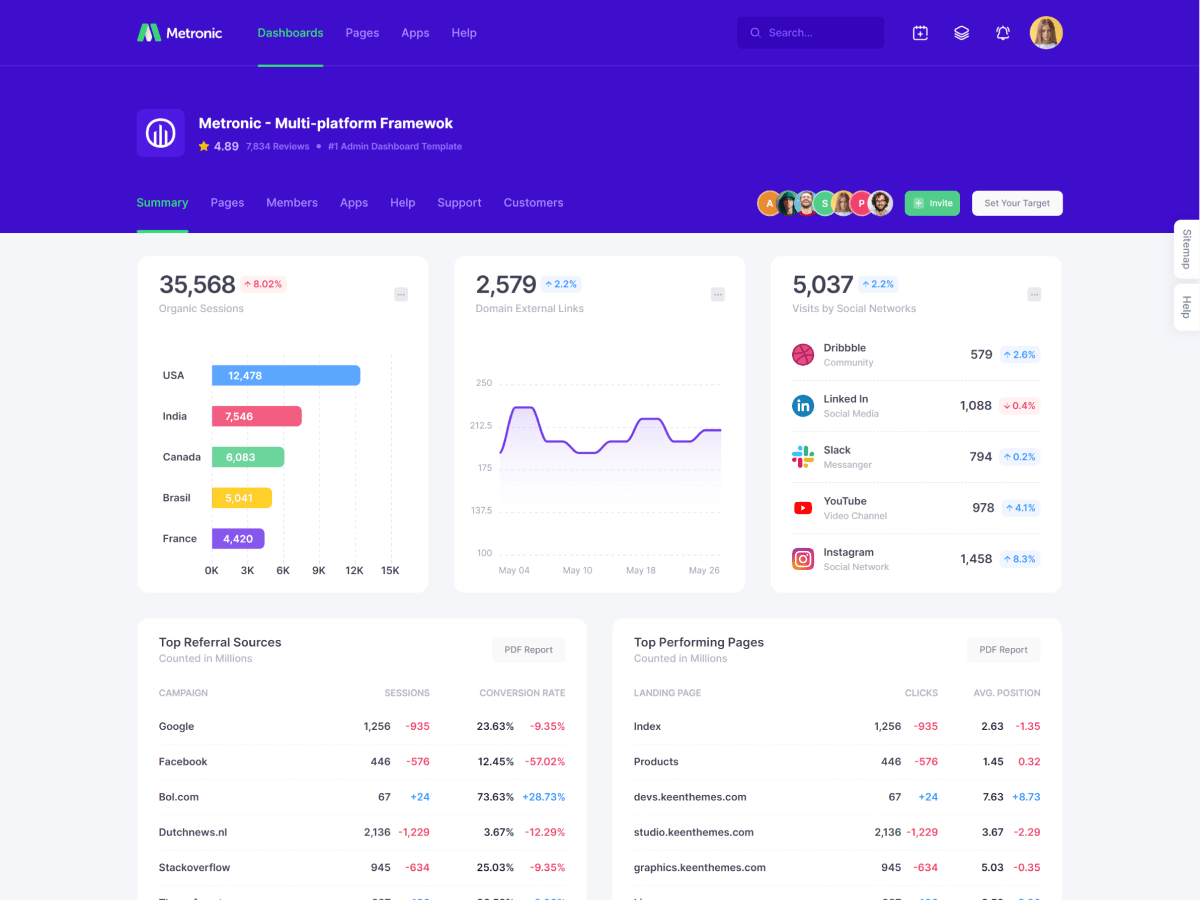 Metronic Dashboards Pages Apps Help Search...
Metronic - Multi-platform Framewok
4.89 7,834 Reviews • #1 Admin Dashboard Template
Summary Pages Members Apps Help Support Customers A S P Invite Set Your Target
Sitemap
Help
35,568 8.02%
Organic Sessions
USA 12,478
India 7,546
Canada 6,083
Brasil 5,041
France 4,420
0K 3K 6K 9K 12K 15K
2,579 2.2%
Domain External Links
250
212.5
175
137.5
100
May 04 May 10 May 18 May 26
5,037 2.2%
Visits by Social Networks
Dribbble 579 2.6%
Community
Linked In 1,088 0.4%
Social Media
Slack 794 0.2%
Messanger
YouTube 978 4.1%
Video Channel
Instagram 1,458 8.3%
Social Network
Top Referral Sources PDF Report
Counted in Millions
CAMPAIGN SESSIONS CONVERSION RATE
Google 1,256 -935 23.63% -9.35%
Facebook 446 -576 12.45% -57.02%
Bol.com 67 +24 73.63% +28.73%
Dutchnews.nl 2,136 -1,229 3.67% -12.29%
Stackoverflow 945 -634 25.03% -9.35%
Top Performing Pages PDF Report
Counted in Millions
LANDING PAGE CLICKS AVG. POSITION
Index 1,256 -935 2.63 -1.35
Products 446 -576 1.45 0.32
devs.keenthemes.com 67 +24 7.63 +8.73
studio.keenthemes.com 2,136 -1,229 3.67 -2.29
graphics.keenthemes.com 945 -634 5.03 -0.35